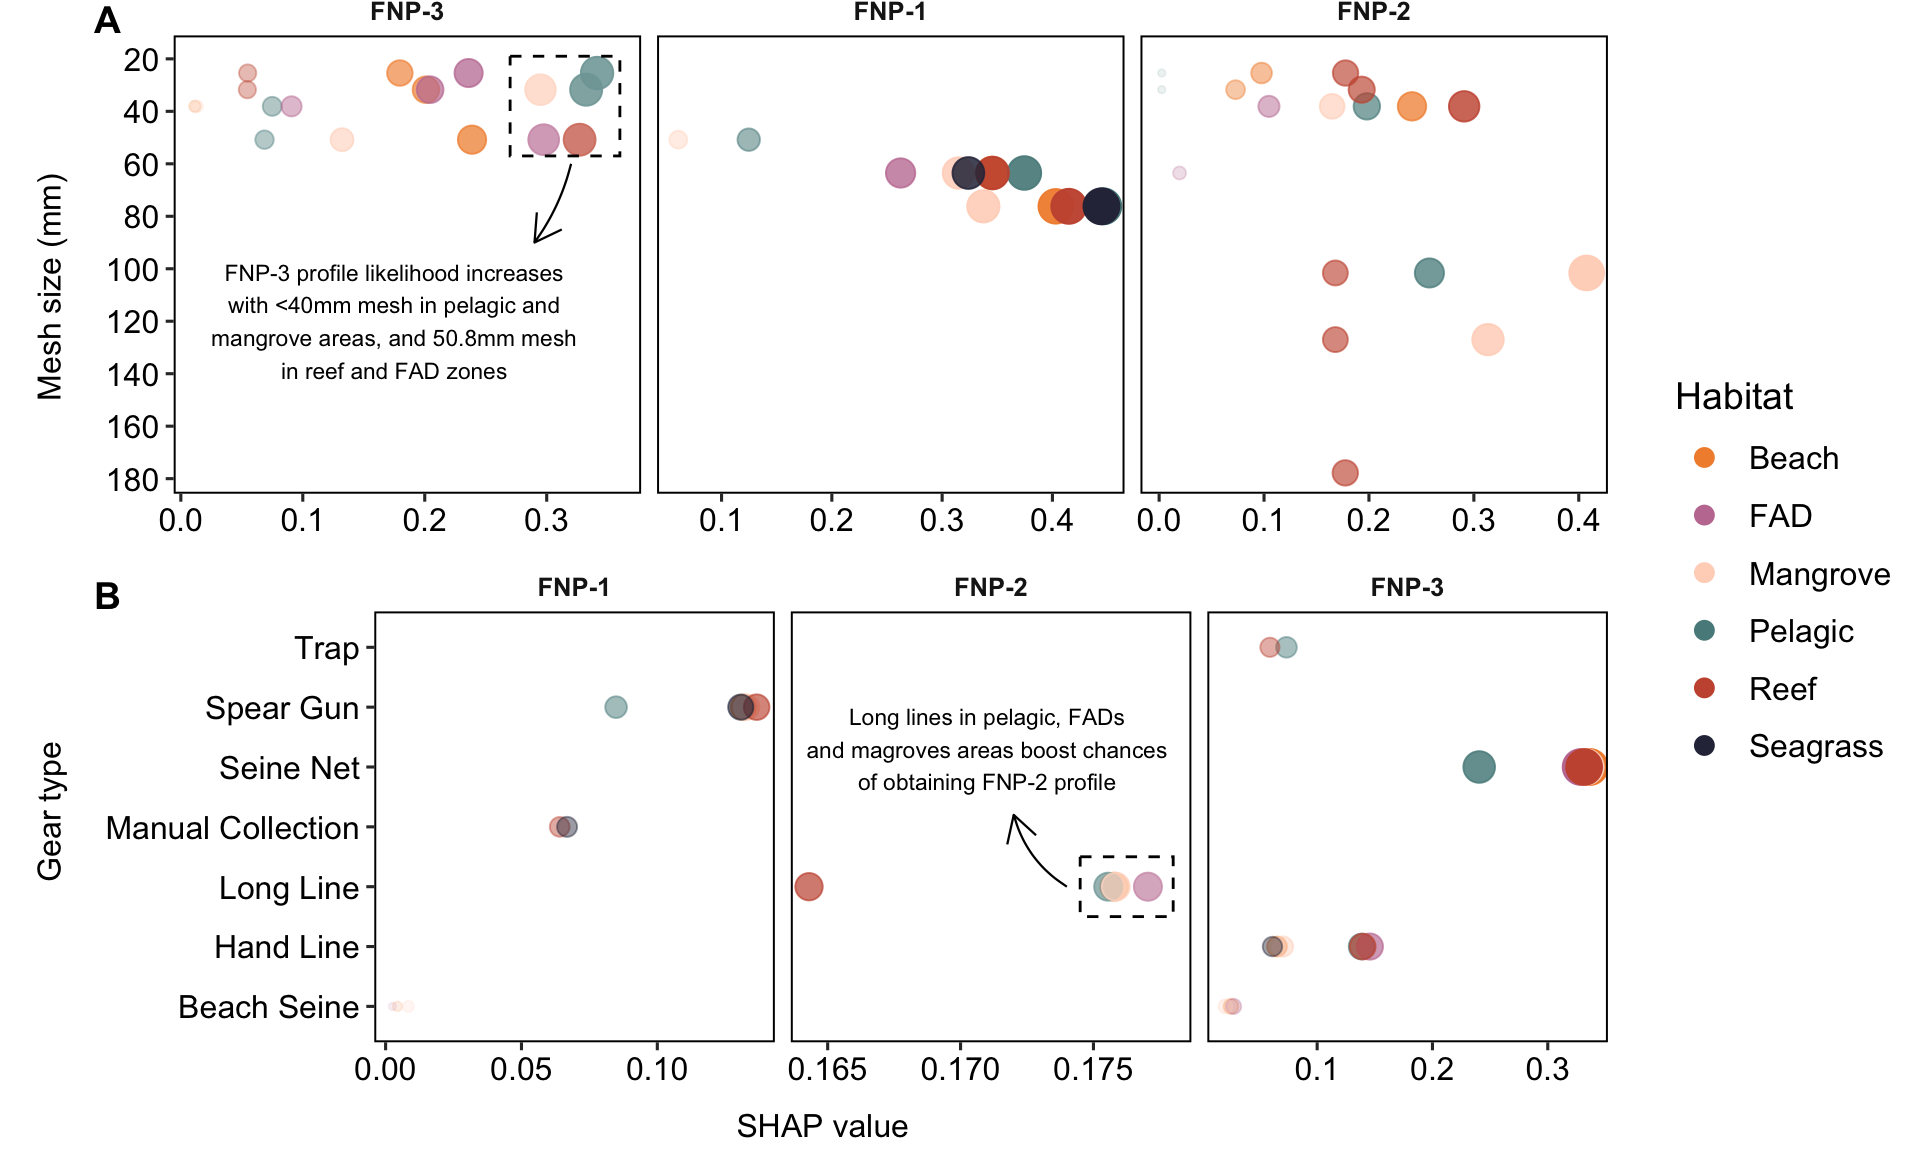 A
FNP-3
FNP-1
FNP-2
Mesh size (mm)
20
40
60
80
100
120
140
160
180
FNP-3 profile likelihood increases
with <40mm mesh in pelagic and
mangrove areas, and 50.8mm mesh
in reef and FAD zones
0.0 0.1 0.2 0.3
0.1 0.2 0.3 0.4
0.0 0.1 0.2 0.3 0.4
B
FNP-1
FNP-2
FNP-3
Gear type
Trap
Spear Gun
Seine Net
Manual Collection
Long Line
Hand Line
Beach Seine
Long lines in pelagic, FADs
and magroves areas boost chances
of obtaining FNP-2 profile
0.00 0.05 0.10
0.165 0.170 0.175
0.1 0.2 0.3
SHAP value
Habitat
Beach
FAD
Mangrove
Pelagic
Reef
Seagrass